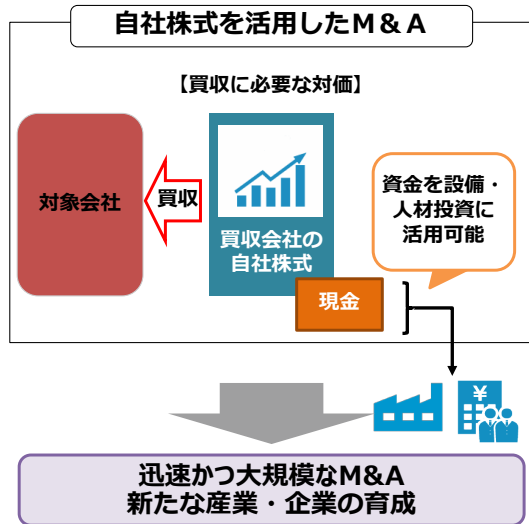 自社株式を活用したM&A
【買収に必要な対価】
対象会社
買収
買収会社の
自社株式
現金
資金を設備・
人材投資に
活用可能
¥
迅速かつ大規模なM&A
新たな産業・企業の育成